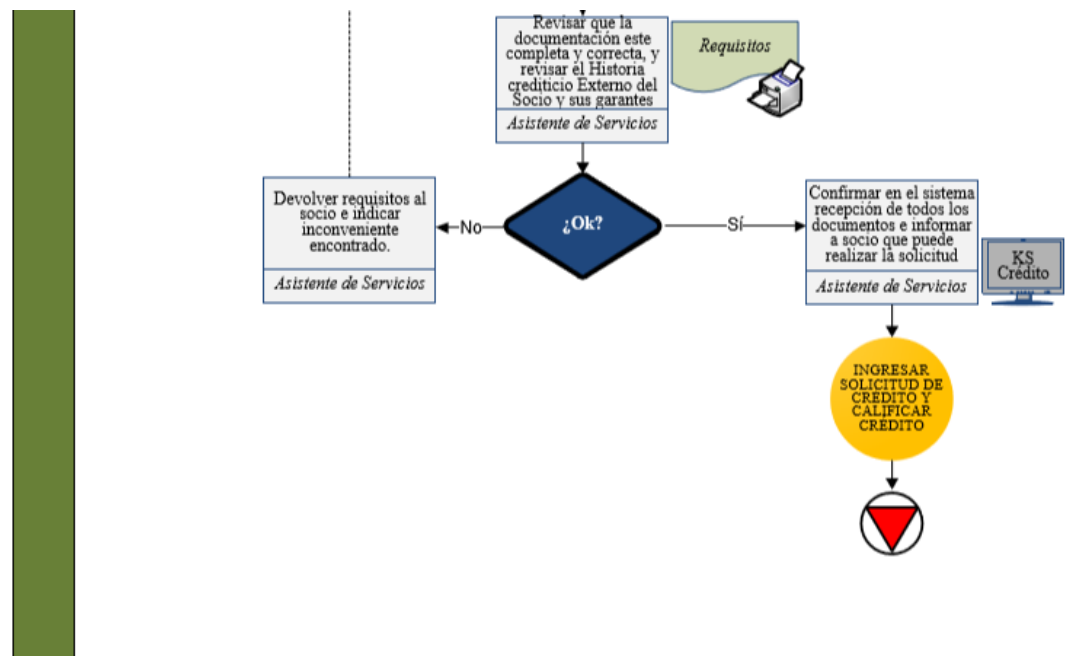 Revisar que la
documentación este
completa y correcta, y
revisar el Historia
crediticio Externo del
Socio y sus garantes
Asistente de Servicios
Requisitos
Devolver requisitos al
socio e indicar
inconveniente
encontrado.
Asistente de Servicios
No
¿Ok?
Sí
Confirmar en el sistema
recepción de todos los
documentos e informar
a socio que puede
realizar la solicitud
Asistente de Servicios
KS
Crédito
INGRESAR
SOLICITUD DE
CRÉDITO Y
CALIFICAR
CRÉDITO